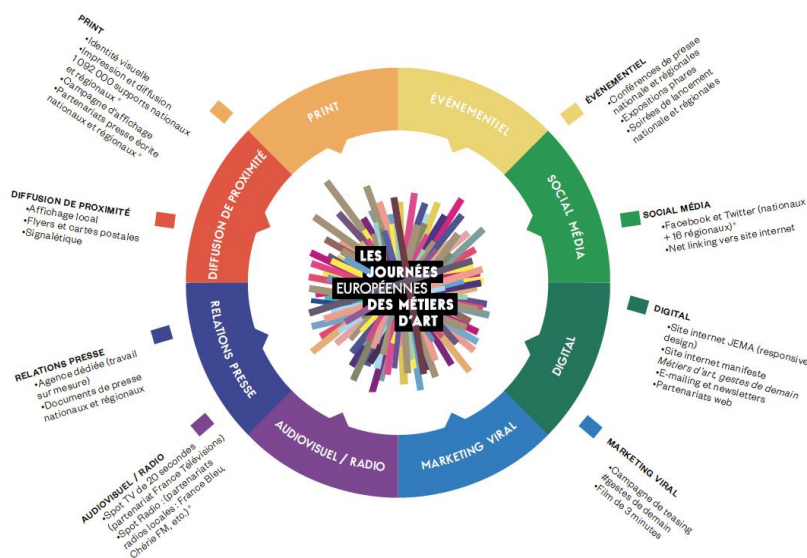 PRINT
•Identité visuelle
•Impression et diffusion
1 092 000 supports nationaux
et régionaux *
•Campagne d'affichage
•Partenariats presse écrite
nationaux et régionaux*
ÉVÉNEMENTIEL
•Conférences de presse
nationale et régionales
•Expositions phares
•Soirées de lancement
nationale et régionales
DIFFUSION DE PROXIMITÉ
•Affichage local
•Flyers et cartes postales
•Signalétique
SOCIAL MÉDIA
•Facebook et Twitter (nationaux
+ 16 régionaux)*
•Net linking vers site internet
RELATIONS PRESSE
•Agence dédiée (travail
sur mesure)
•Documents de presse
nationaux et régionaux
DIGITAL
•Site internet JEMA (responsive
design)
•Site internet manifeste
Métiers d'art, gestes de demain
•E-mailing et newsletters
•Partenariats web
AUDIOVISUEL / RADIO
•Spot TV de 20 secondes
(partenariat France Télévisions)
•Spot Radio : (partenariats
radios locales : France Bleu,
Chérie FM, etc.)*
MARKETING VIRAL
•Campagne de teasing
#gestes de demain
•Film de 3 minutes
PRINT
ÉVÉNEMENTIEL
SOCIAL MÉDIA
DIGITAL
MARKETING VIRAL
AUDIOVISUEL / RADIO
RELATIONS PRESSE
DIFFUSION DE PROXIMITÉ
LES
JOURNÉES
EUROPÉENNES
DES MÉTIERS
D'ART